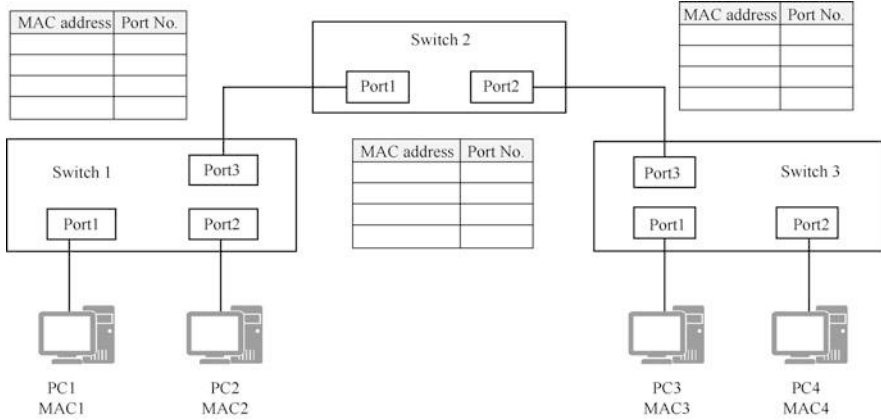 MAC address Port No.
Switch 2
Port1 Port2
MAC address Port No.
Switch 1
Port3
Port1 Port2
MAC address Port No.
Port3
Switch 3
Port1 Port2
PC1
MAC1
PC2
MAC2
PC3
MAC3
PC4
MAC4